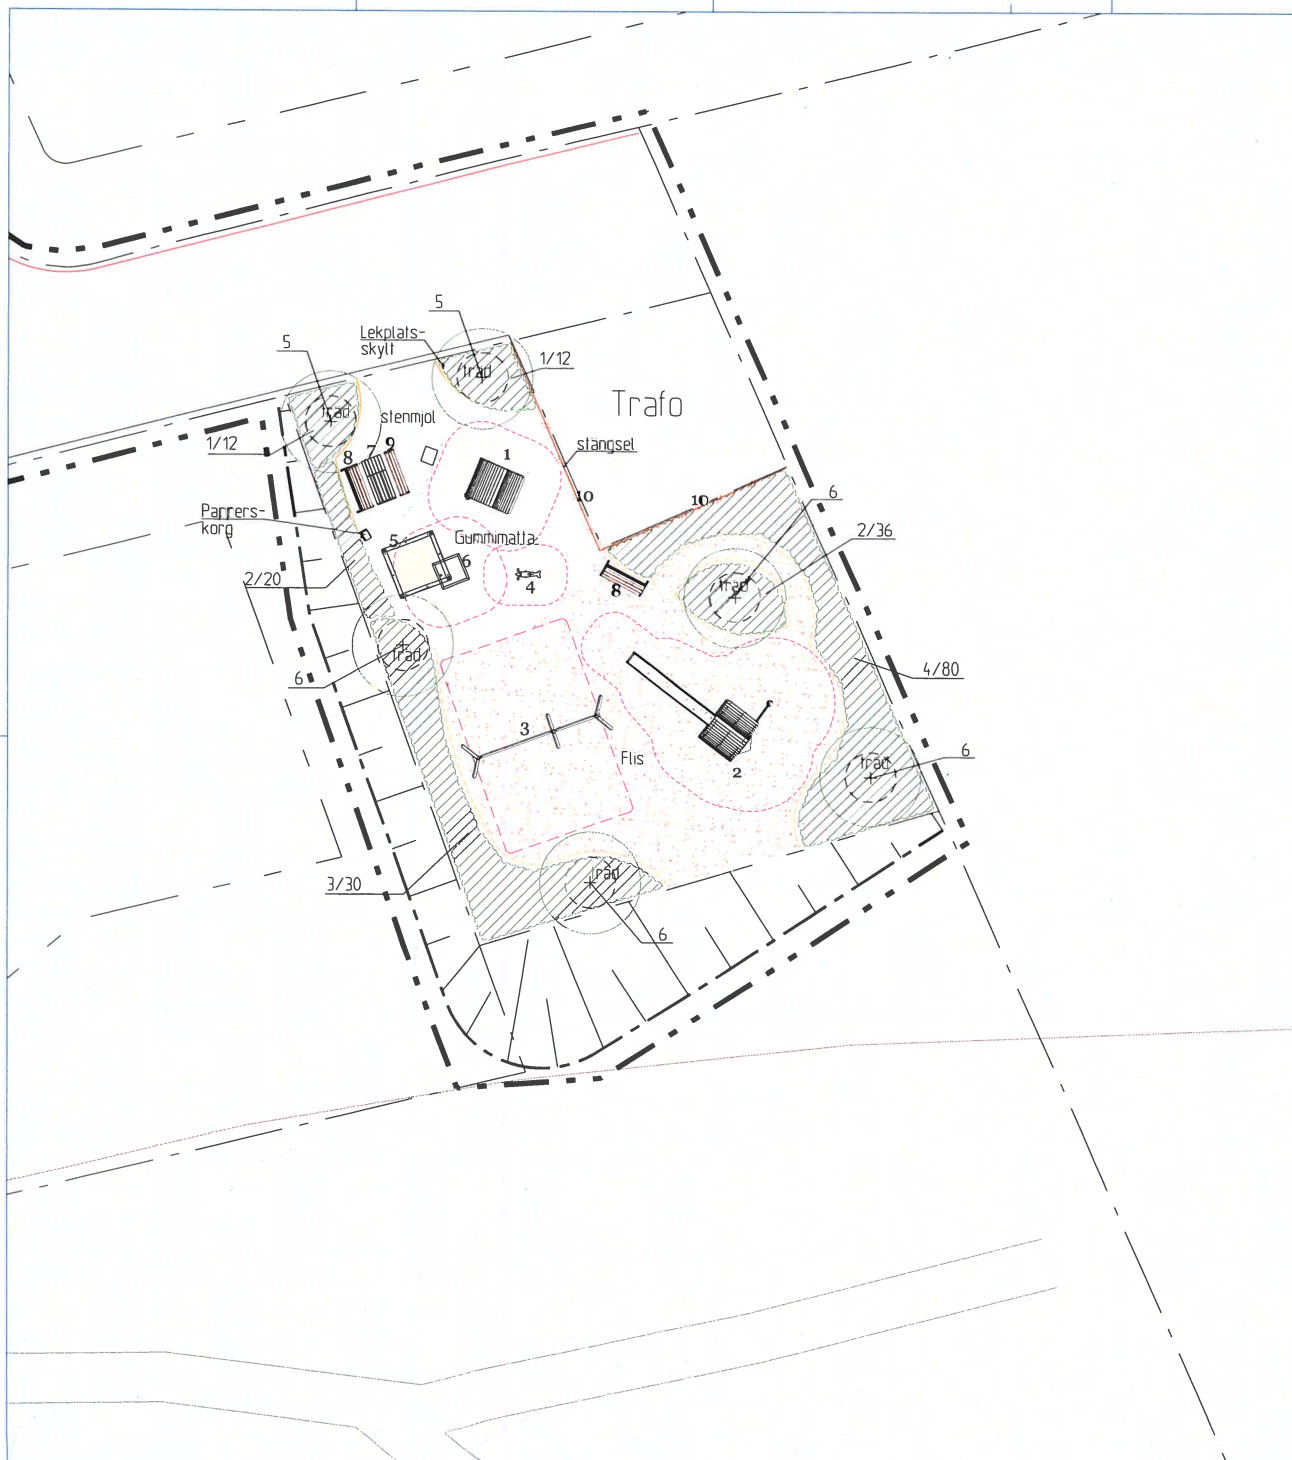 5
5
Lekplats-
skylt
1/12
träd
träd
Trafo
stenmjöl
1/12
8 7 9
1
stängsel
10
10
6
Pappers-
korg
5
Gummimatta
2/36
6
2/20
4
8
träd
träd
4/80
6
3
Flis
2
träd
6
träd
3/30
6